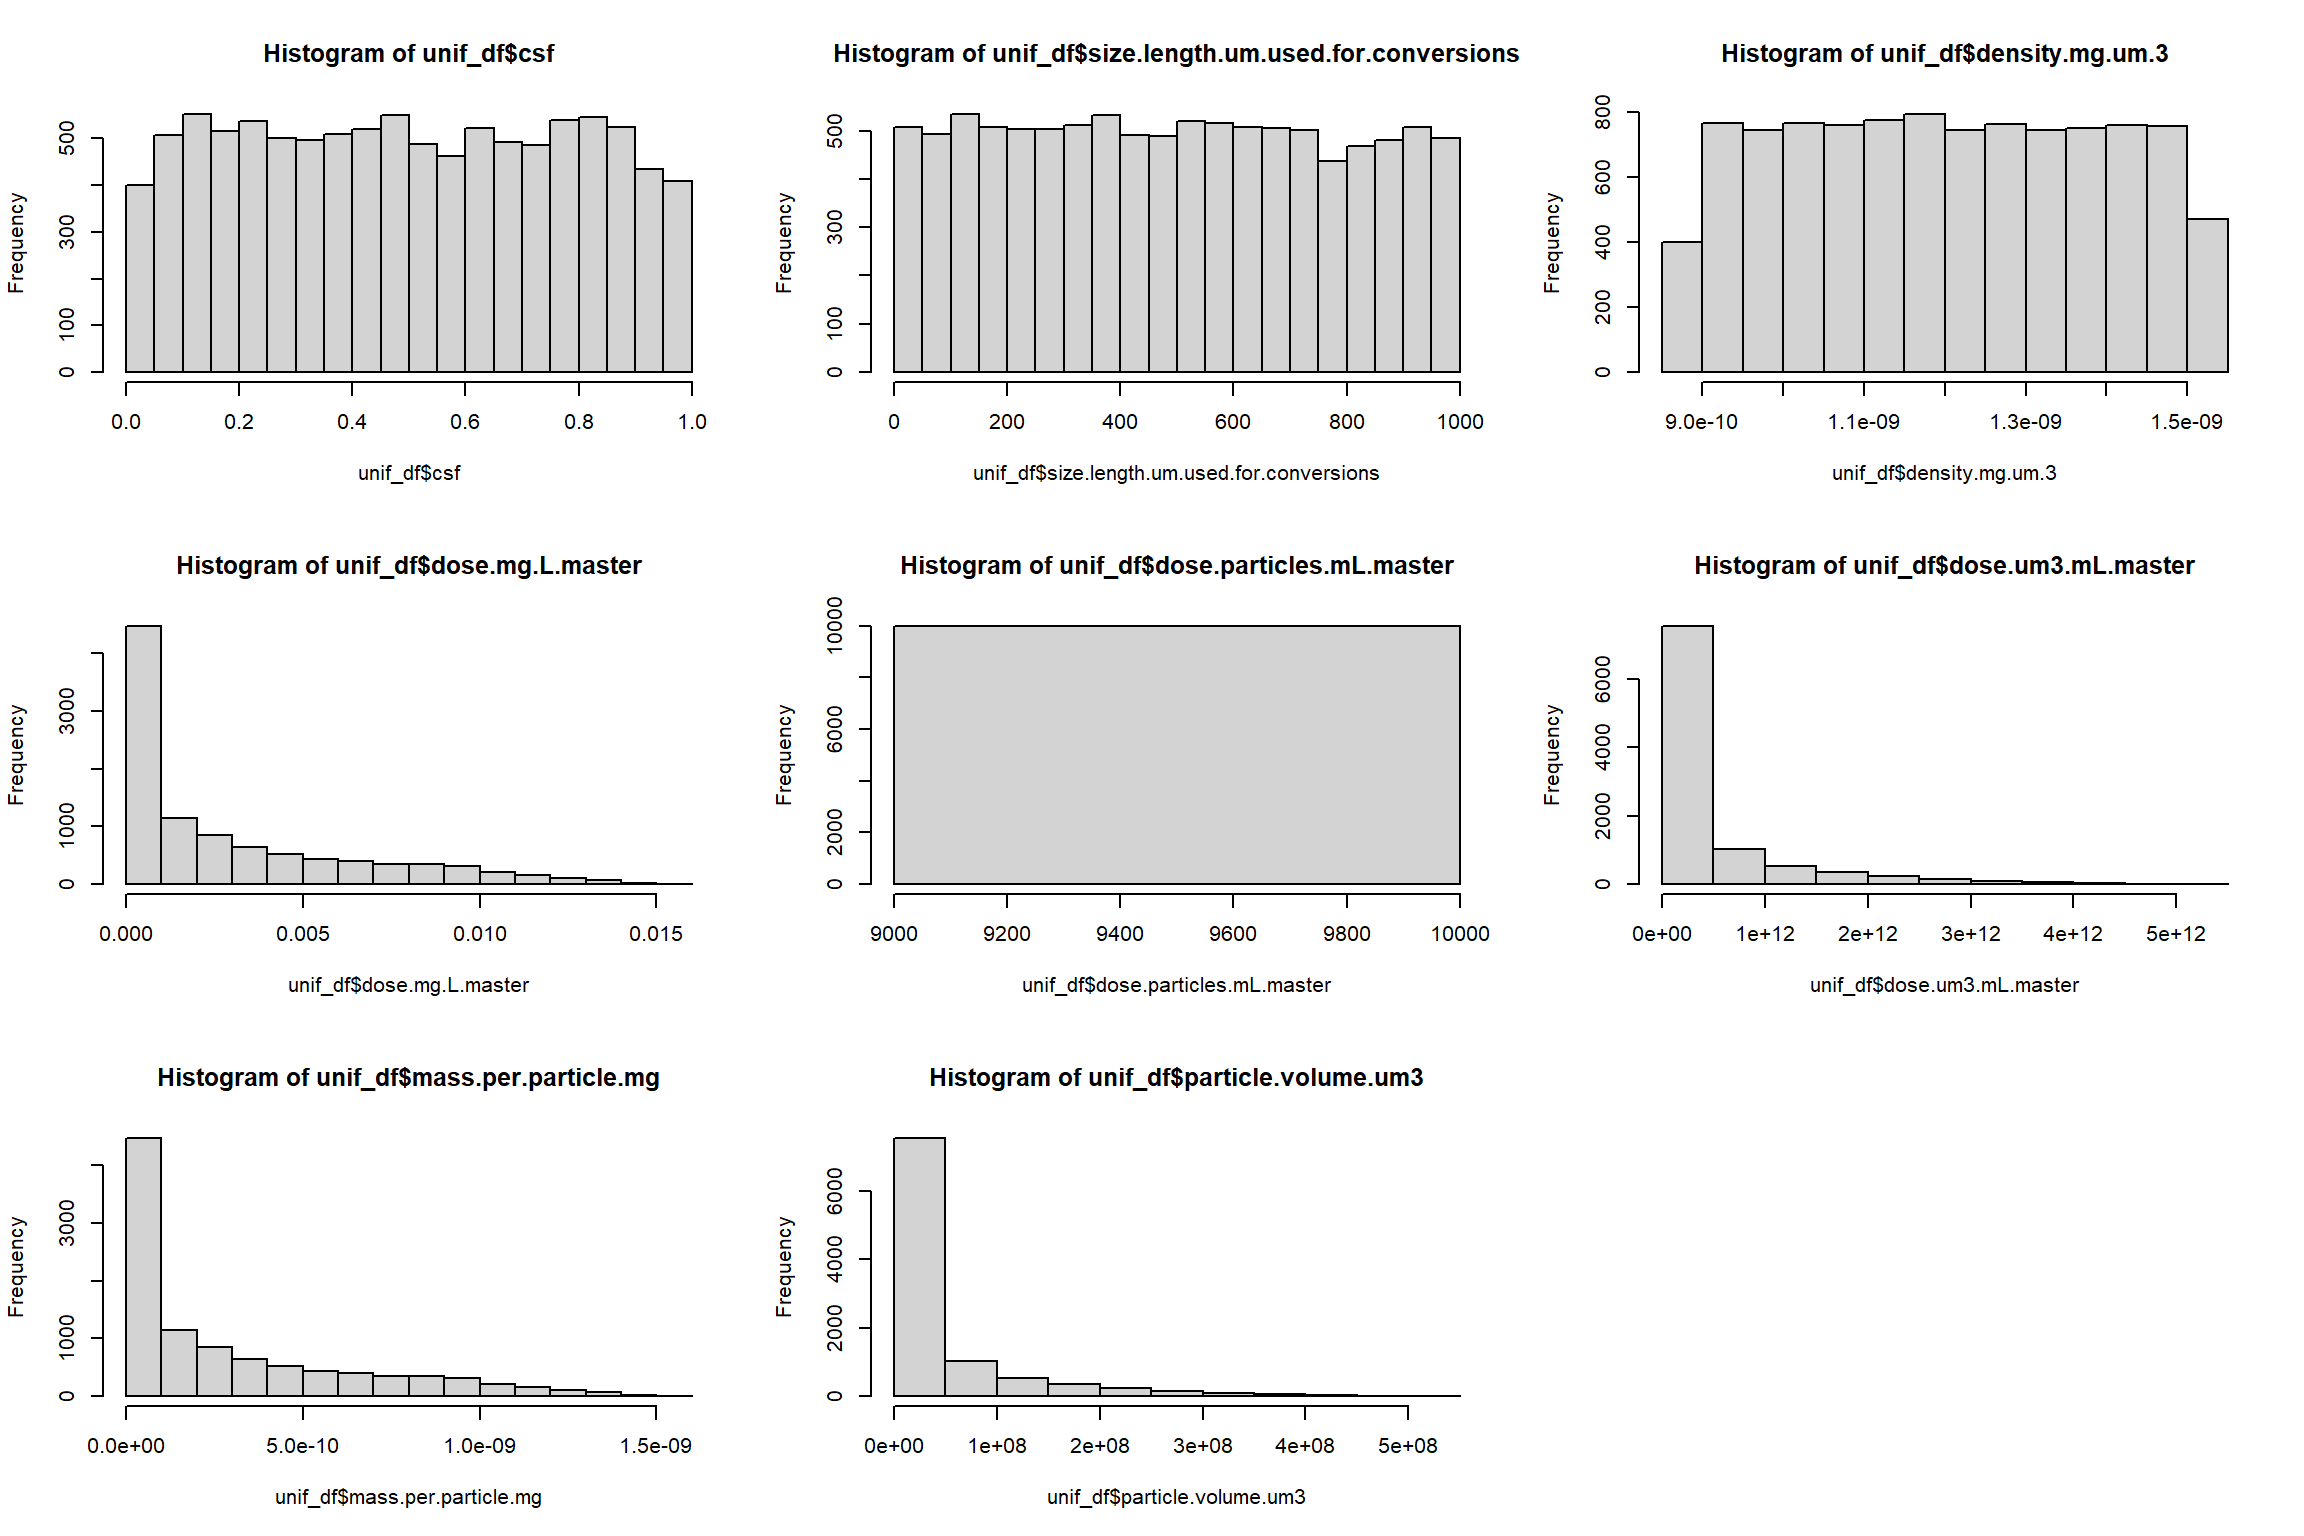 Histogram of unif_df$csf
Frequency
0 100 300 500
0.0 0.2 0.4 0.6 0.8 1.0
unif_df$csf
Histogram of unif_df$size.length.um.used.for.conversions
Frequency
0 100 300 500
0 200 400 600 800 1000
unif_df$size.length.um.used.for.conversions
Histogram of unif_df$density.mg.um.3
Frequency
0 200 400 600 800
9.0e-10 1.1e-09 1.3e-09 1.5e-09
unif_df$density.mg.um.3
Histogram of unif_df$dose.mg.L.master
Frequency
0 1000 3000
0.000 0.005 0.010 0.015
unif_df$dose.mg.L.master
Histogram of unif_df$dose.particles.mL.master
Frequency
0 2000 6000 10000
9000 9200 9400 9600 9800 10000
unif_df$dose.particles.mL.master
Histogram of unif_df$dose.um3.mL.master
Frequency
0 2000 4000 6000
0e+00 1e+12 2e+12 3e+12 4e+12 5e+12
unif_df$dose.um3.mL.master
Histogram of unif_df$mass.per.particle.mg
Frequency
0 1000 3000
0.0e+00 5.0e-10 1.0e-09 1.5e-09
unif_df$mass.per.particle.mg
Histogram of unif_df$particle.volume.um3
Frequency
0 2000 4000 6000
0e+00 1e+08 2e+08 3e+08 4e+08 5e+08
unif_df$particle.volume.um3